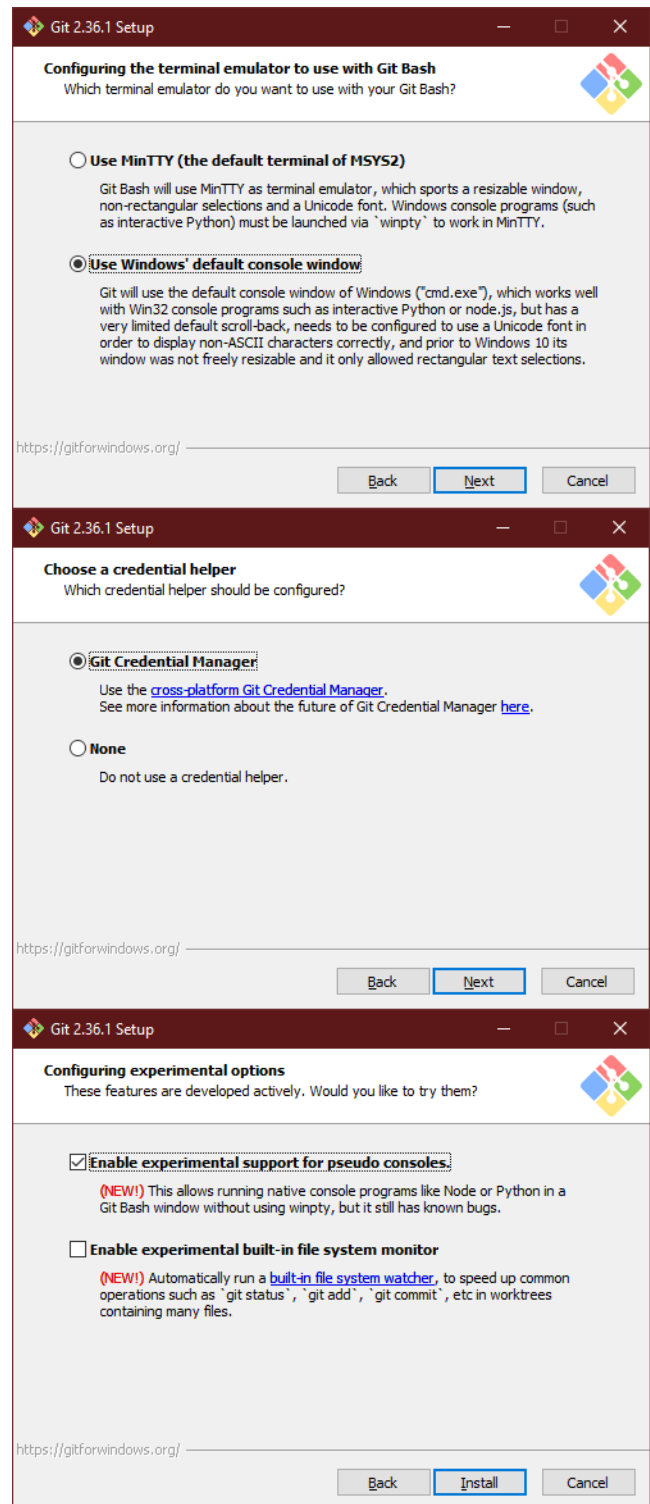 Git 2.36.1 Setup
Configuring the terminal emulator to use with Git Bash
Which terminal emulator do you want to use with your Git Bash?
Use MinTTY (the default terminal of MSYS2)
Git Bash will use MinTTY as terminal emulator, which sports a resizable window,
non-rectangular selections and a Unicode font. Windows console programs (such
as interactive Python) must be launched via `winpty` to work in MinTTY.
Use Windows' default console window
Git will use the default console window of Windows ("cmd.exe"), which works well
with Win32 console programs such as interactive Python or node.js, but has a
very limited default scroll-back, needs to be configured to use a Unicode font in
order to display non-ASCII characters correctly, and prior to Windows 10 its
window was not freely resizable and it only allowed rectangular text selections.
https://gitforwindows.org/
Back Next Cancel
Git 2.36.1 Setup
Choose a credential helper
Which credential helper should be configured?
Git Credential Manager
Use the cross-platform Git Credential Manager.
See more information about the future of Git Credential Manager here.
None
Do not use a credential helper.
https://gitforwindows.org/
Back Next Cancel
Git 2.36.1 Setup
Configuring experimental options
These features are developed actively. Would you like to try them?
Enable experimental support for pseudo consoles.
(NEW!) This allows running native console programs like Node or Python in a
Git Bash window without using winpty, but it still has known bugs.
Enable experimental built-in file system monitor
(NEW!) Automatically run a built-in file system watcher, to speed up common
operations such as `git status`, `git add`, `git commit`, etc in worktrees
containing many files.
https://gitforwindows.org/
Back Install Cancel